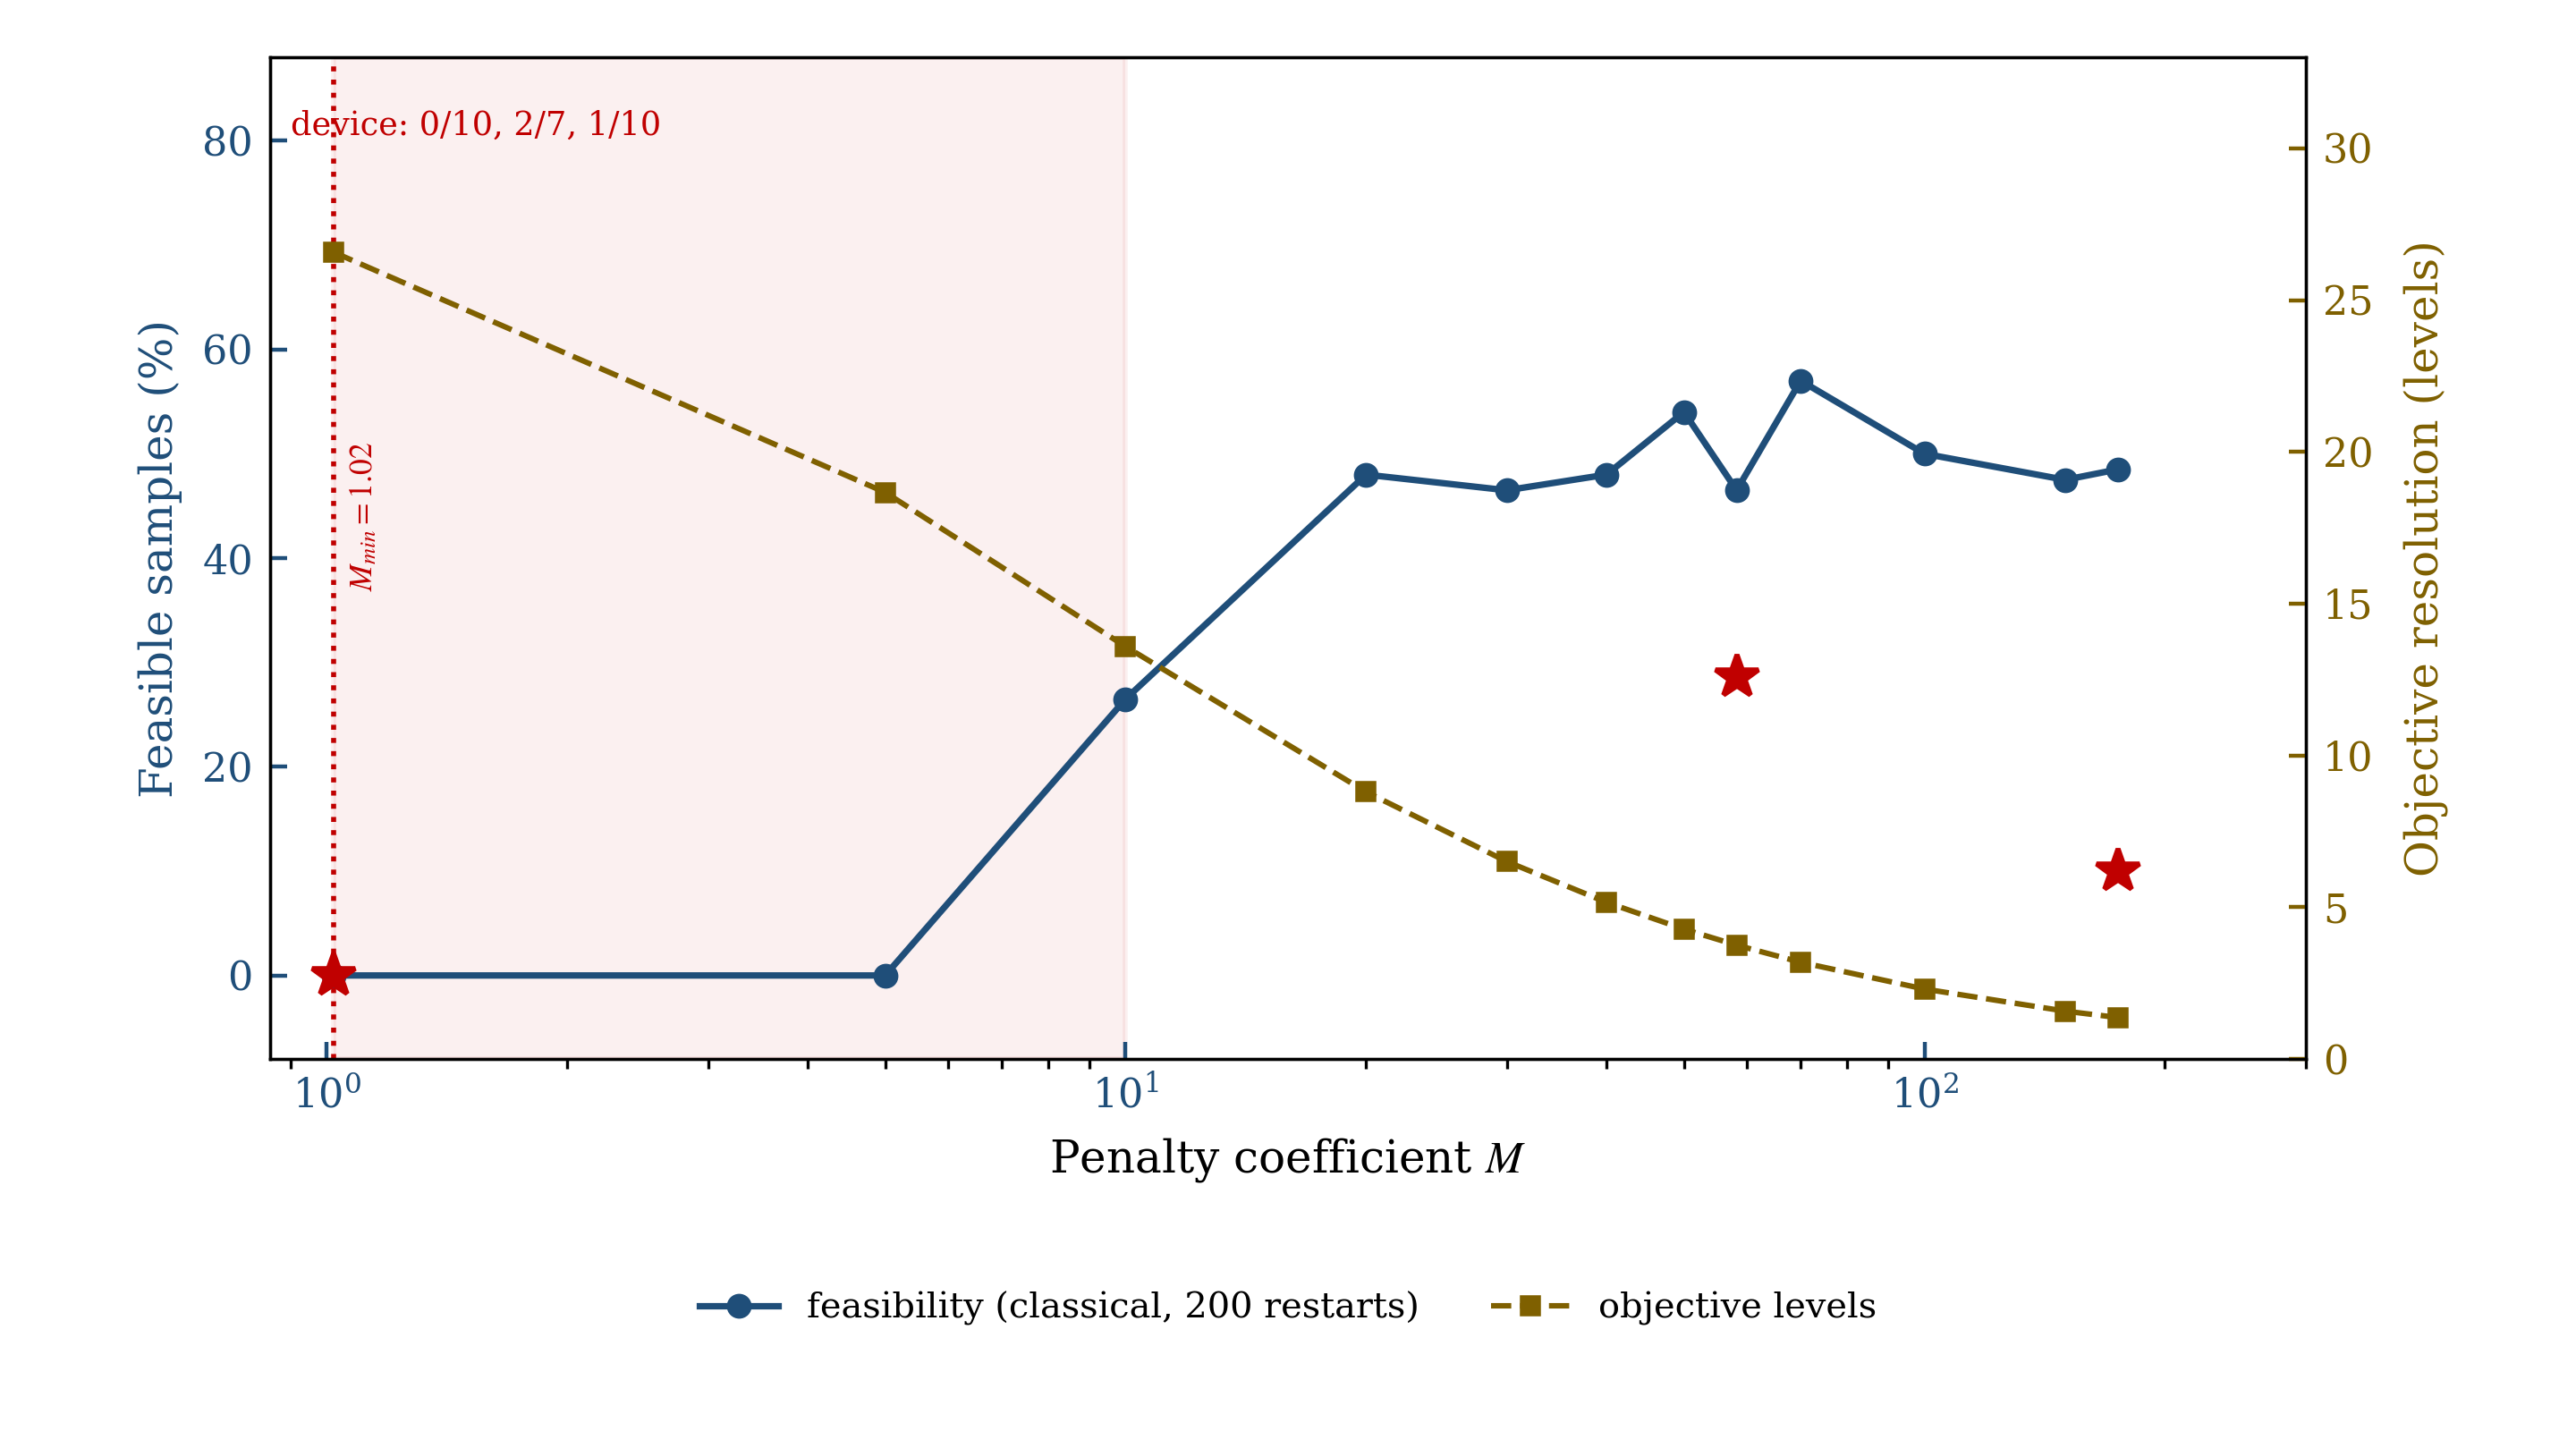 device: 0/10, 2/7, 1/10
80
60
40
20
0
Feasible samples (%)
M_min = 1.02
30
25
20
15
10
5
0
Objective resolution (levels)
10^0
10^1
10^2
Penalty coefficient M
feasibility (classical, 200 restarts)
objective levels